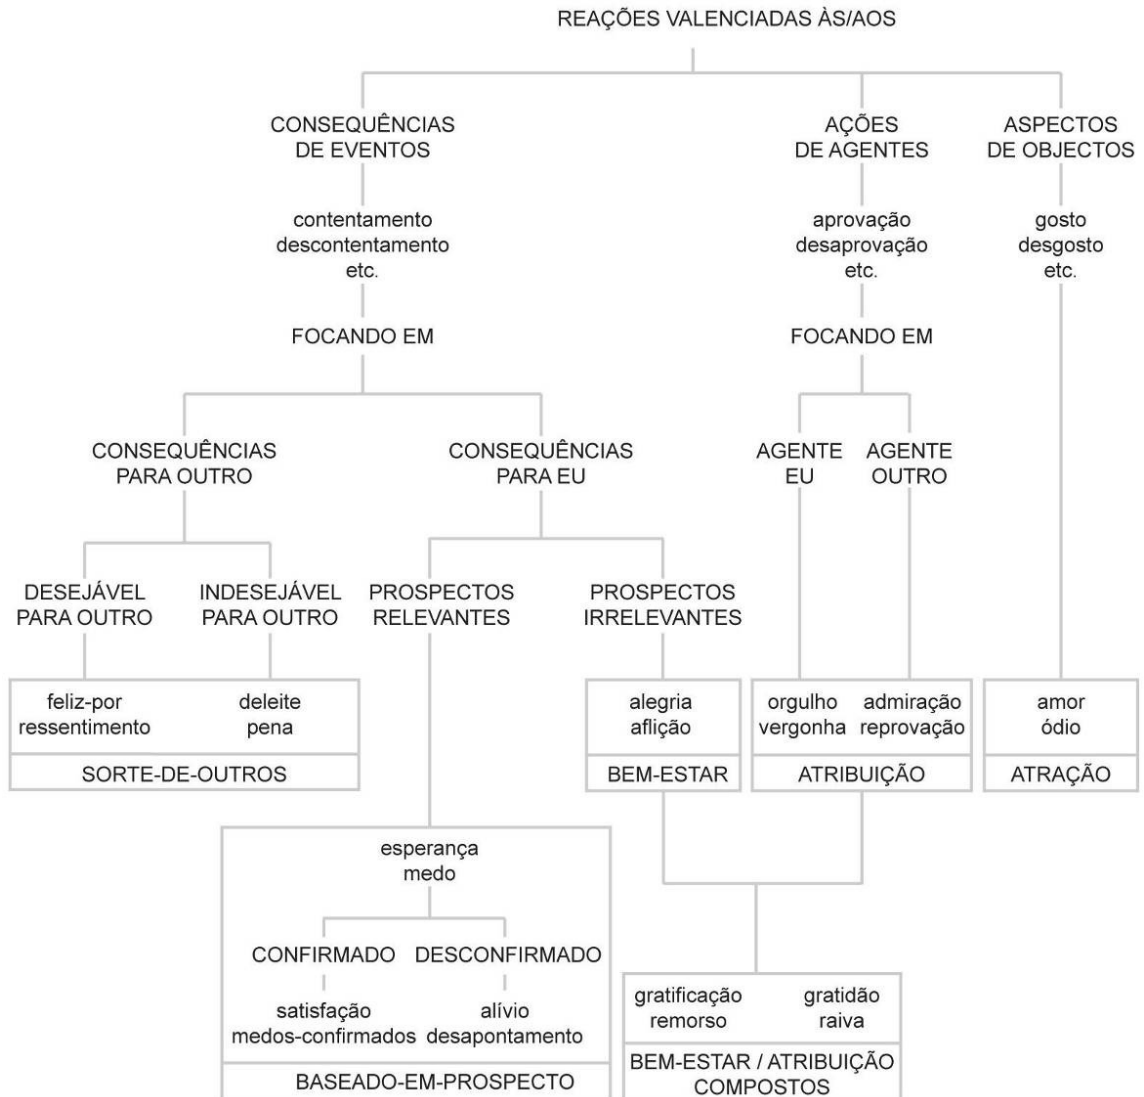 REAÇÕES VALENCIADAS ÀS/AOS
CONSEQUÊNCIAS
DE EVENTOS
AÇÕES
DE AGENTES
ASPECTOS
DE OBJECTOS
contentamento
descontentamento
etc.
aprovação
desaprovação
etc.
gosto
desgosto
etc.
FOCANDO EM
FOCANDO EM
CONSEQUÊNCIAS
PARA OUTRO
CONSEQUÊNCIAS
PARA EU
AGENTE
EU
AGENTE
OUTRO
DESEJÁVEL
PARA OUTRO
INDESEJÁVEL
PARA OUTRO
PROSPECTOS
RELEVANTES
PROSPECTOS
IRRELEVANTES
feliz-por
ressentimento
deleite
pena
SORTE-DE-OUTROS
alegria
aflição
BEM-ESTAR
orgulho
vergonha
admiração
reprovação
ATRIBUIÇÃO
amor
ódio
ATRAÇÃO
esperança
medo
CONFIRMADO
DESCONFIRMADO
satisfação
medos-confirmados
alívio
desapontamento
BASEADO-EM-PROSPECTO
gratificação
remorso
gratidão
raiva
BEM-ESTAR / ATRIBUIÇÃO
COMPOSTOS